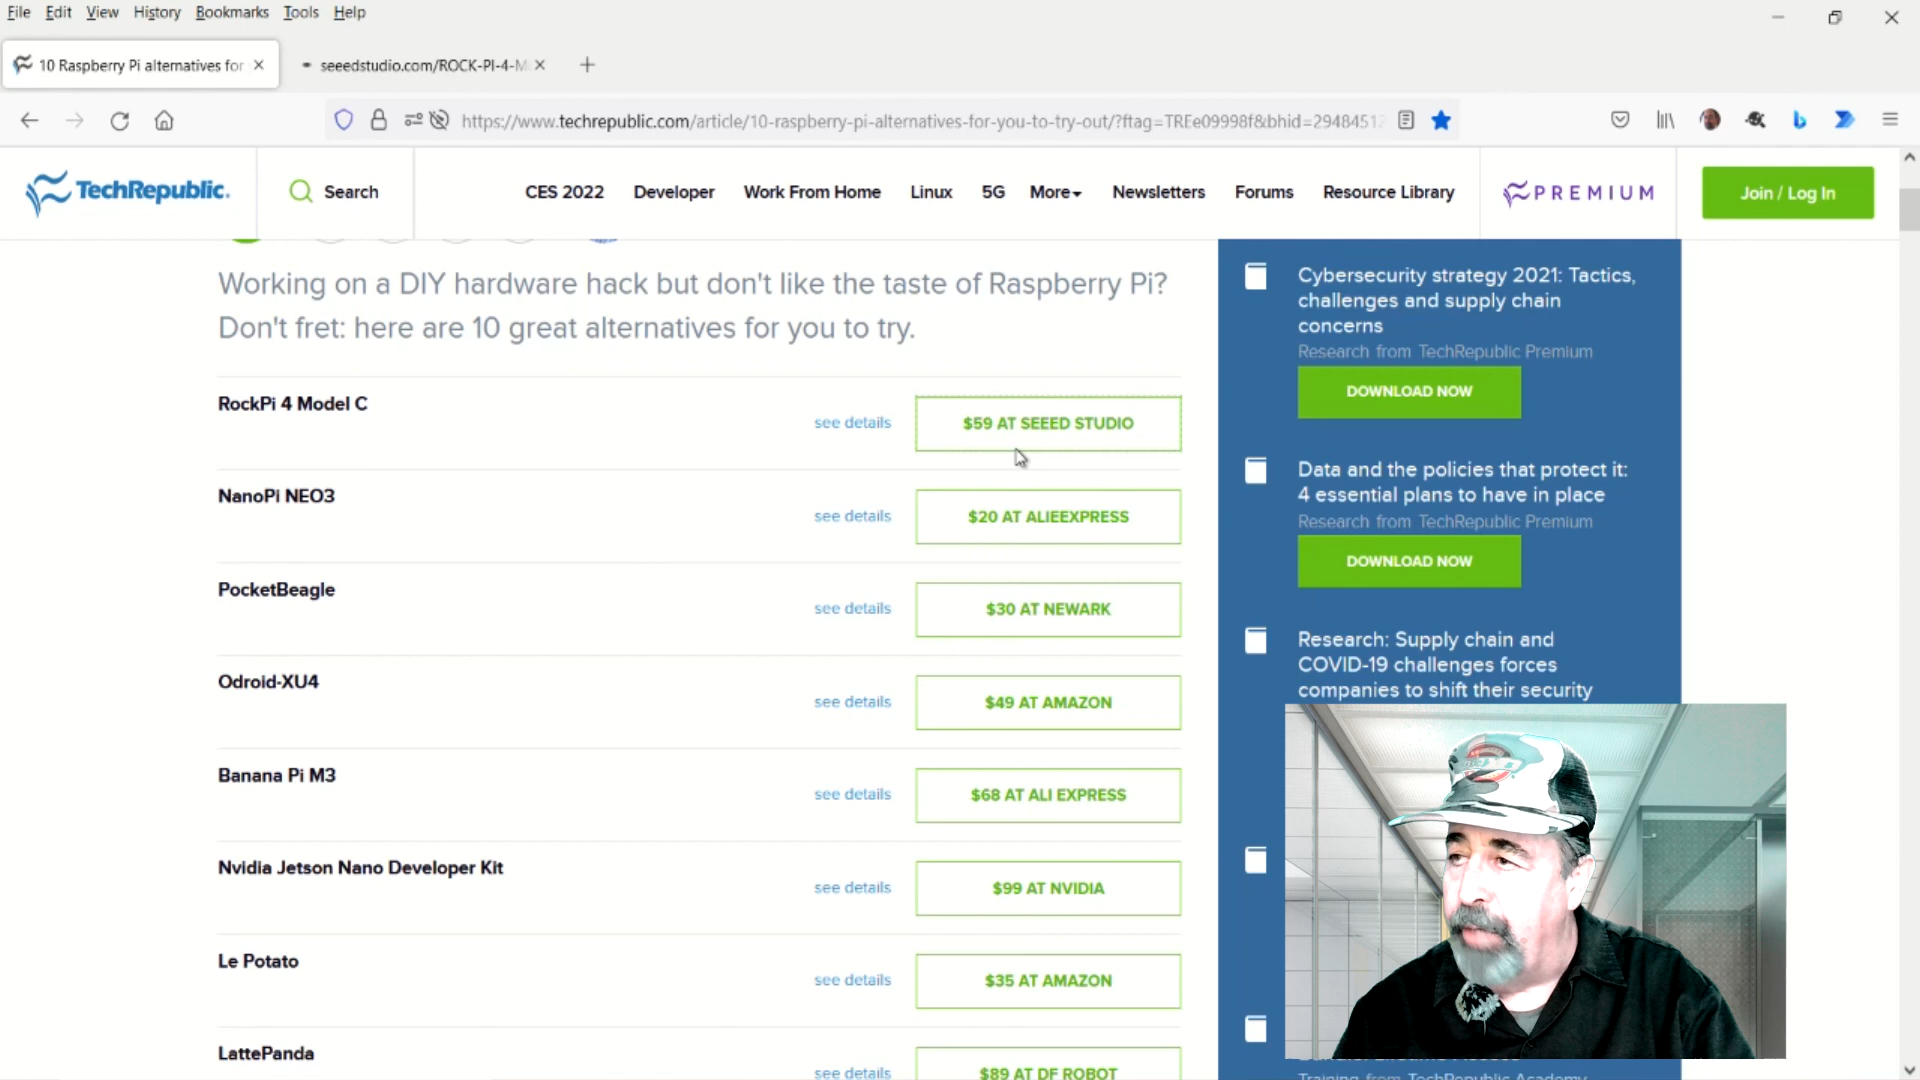 File Edit View History Bookmarks Tools Help
10 Raspberry Pi alternatives for
seeedstudio.com/ROCK-PI-4-M
https://www.techrepublic.com/article/10-raspberry-pi-alternatives-for-you-to-try-out/?ftag=TREe09998f&bhid=2948451
TechRepublic.
Search
CES 2022 Developer Work From Home Linux 5G More Newsletters Forums Resource Library
PREMIUM
Join / Log In
Working on a DIY hardware hack but don't like the taste of Raspberry Pi?
Don't fret: here are 10 great alternatives for you to try.
RockPi 4 Model C
see details
$59 AT SEEED STUDIO
NanoPi NEO3
see details
$20 AT ALIEEXPRESS
PocketBeagle
see details
$30 AT NEWARK
Odroid-XU4
see details
$49 AT AMAZON
Banana Pi M3
see details
$68 AT ALI EXPRESS
Nvidia Jetson Nano Developer Kit
see details
$99 AT NVIDIA
Le Potato
see details
$35 AT AMAZON
LattePanda
see details
$89 AT DF ROBOT
Cybersecurity strategy 2021: Tactics,
challenges and supply chain
concerns
Research from TechRepublic Premium
DOWNLOAD NOW
Data and the policies that protect it:
4 essential plans to have in place
Research from TechRepublic Premium
DOWNLOAD NOW
Research: Supply chain and
COVID-19 challenges forces
companies to shift their security
Training from TechRepublic Academy